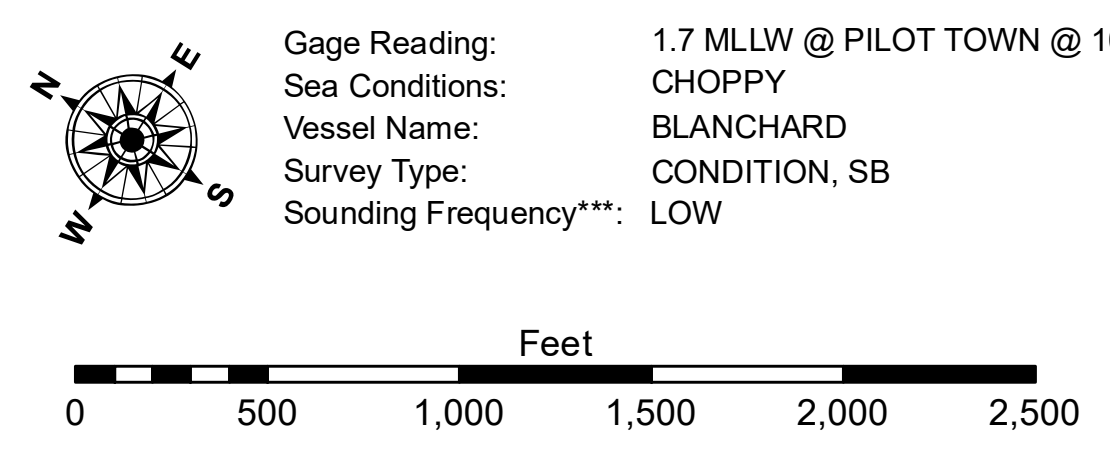 N
E
S
W
Gage Reading: 1.7 MLLW @ PILOT TOWN @
Sea Conditions: CHOPPY
Vessel Name: BLANCHARD
Survey Type: CONDITION, SB
Sounding Frequency***: LOW
Feet
0 500 1,000 1,500 2,000 2,500